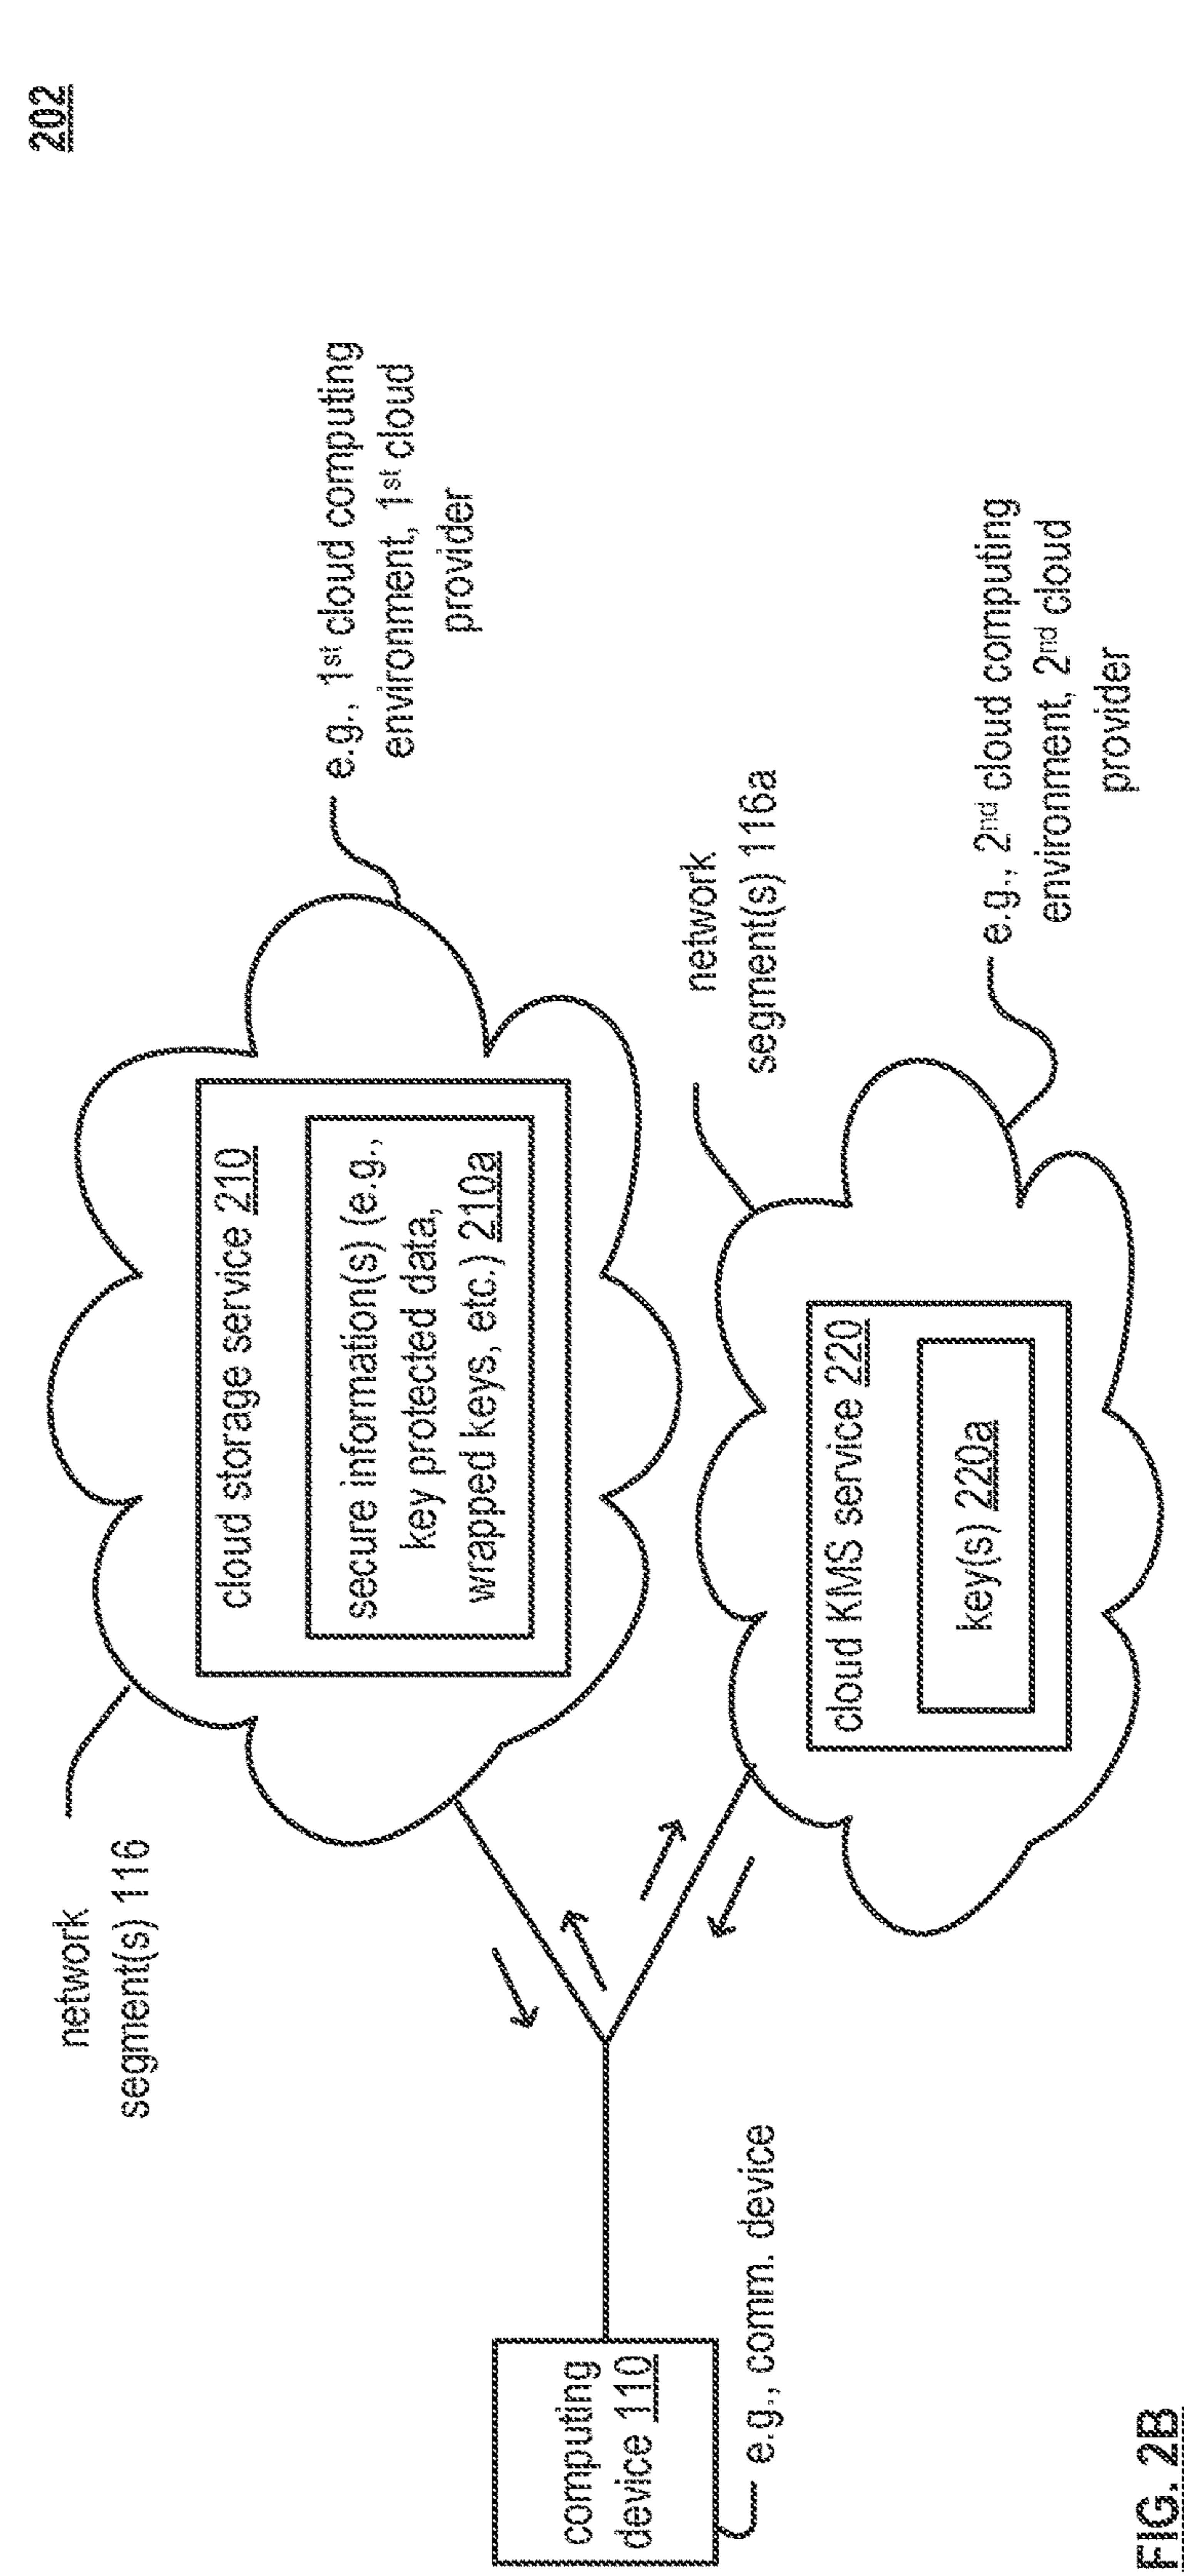 202
network
segment(s) 116
cloud storage service 210
secure information(s) (e.g.,
key protected data,
wrapped keys, etc.) 210a
e.g., 1st cloud computing
environment, 1st cloud
provider
network
segment(s) 116a
computing
device 110
e.g., comm. device
cloud KMS service 220
key(s) 220a
e.g., 2nd cloud computing
environment, 2nd cloud
provider
FIG. 2B